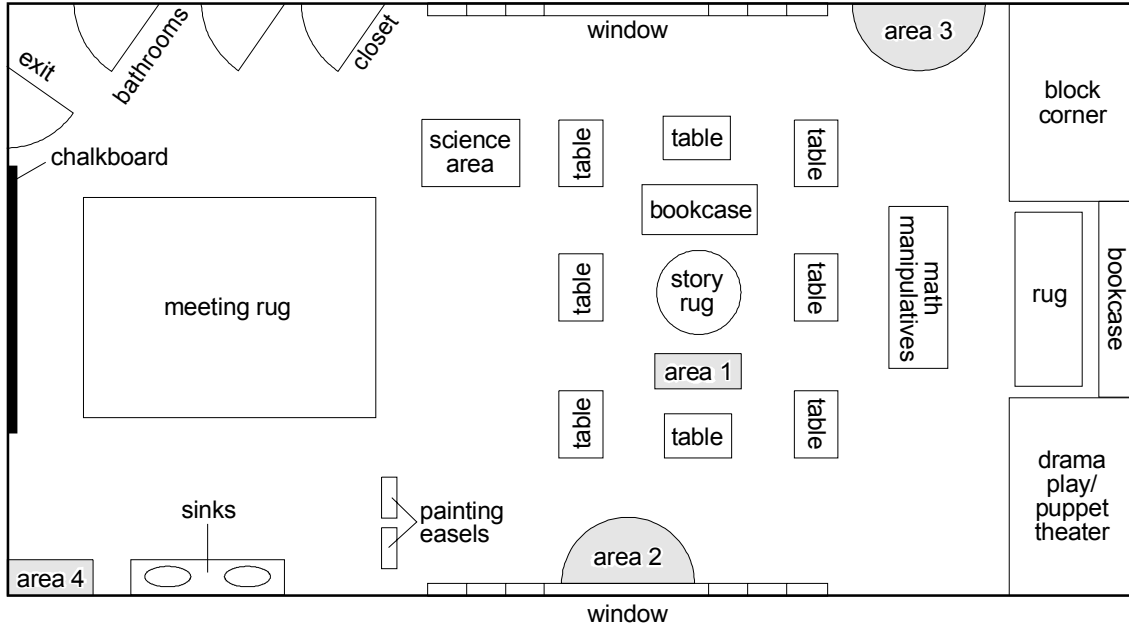 window
area 3
exit
bathrooms
closet
block
corner
chalkboard
science
area
table
table
table
bookcase
meeting rug
table
story
rug
table
math
manipulatives
rug
bookcase
area 1
table
table
table
sinks
painting
easels
drama
play/
puppet
theater
area 4
area 2
window